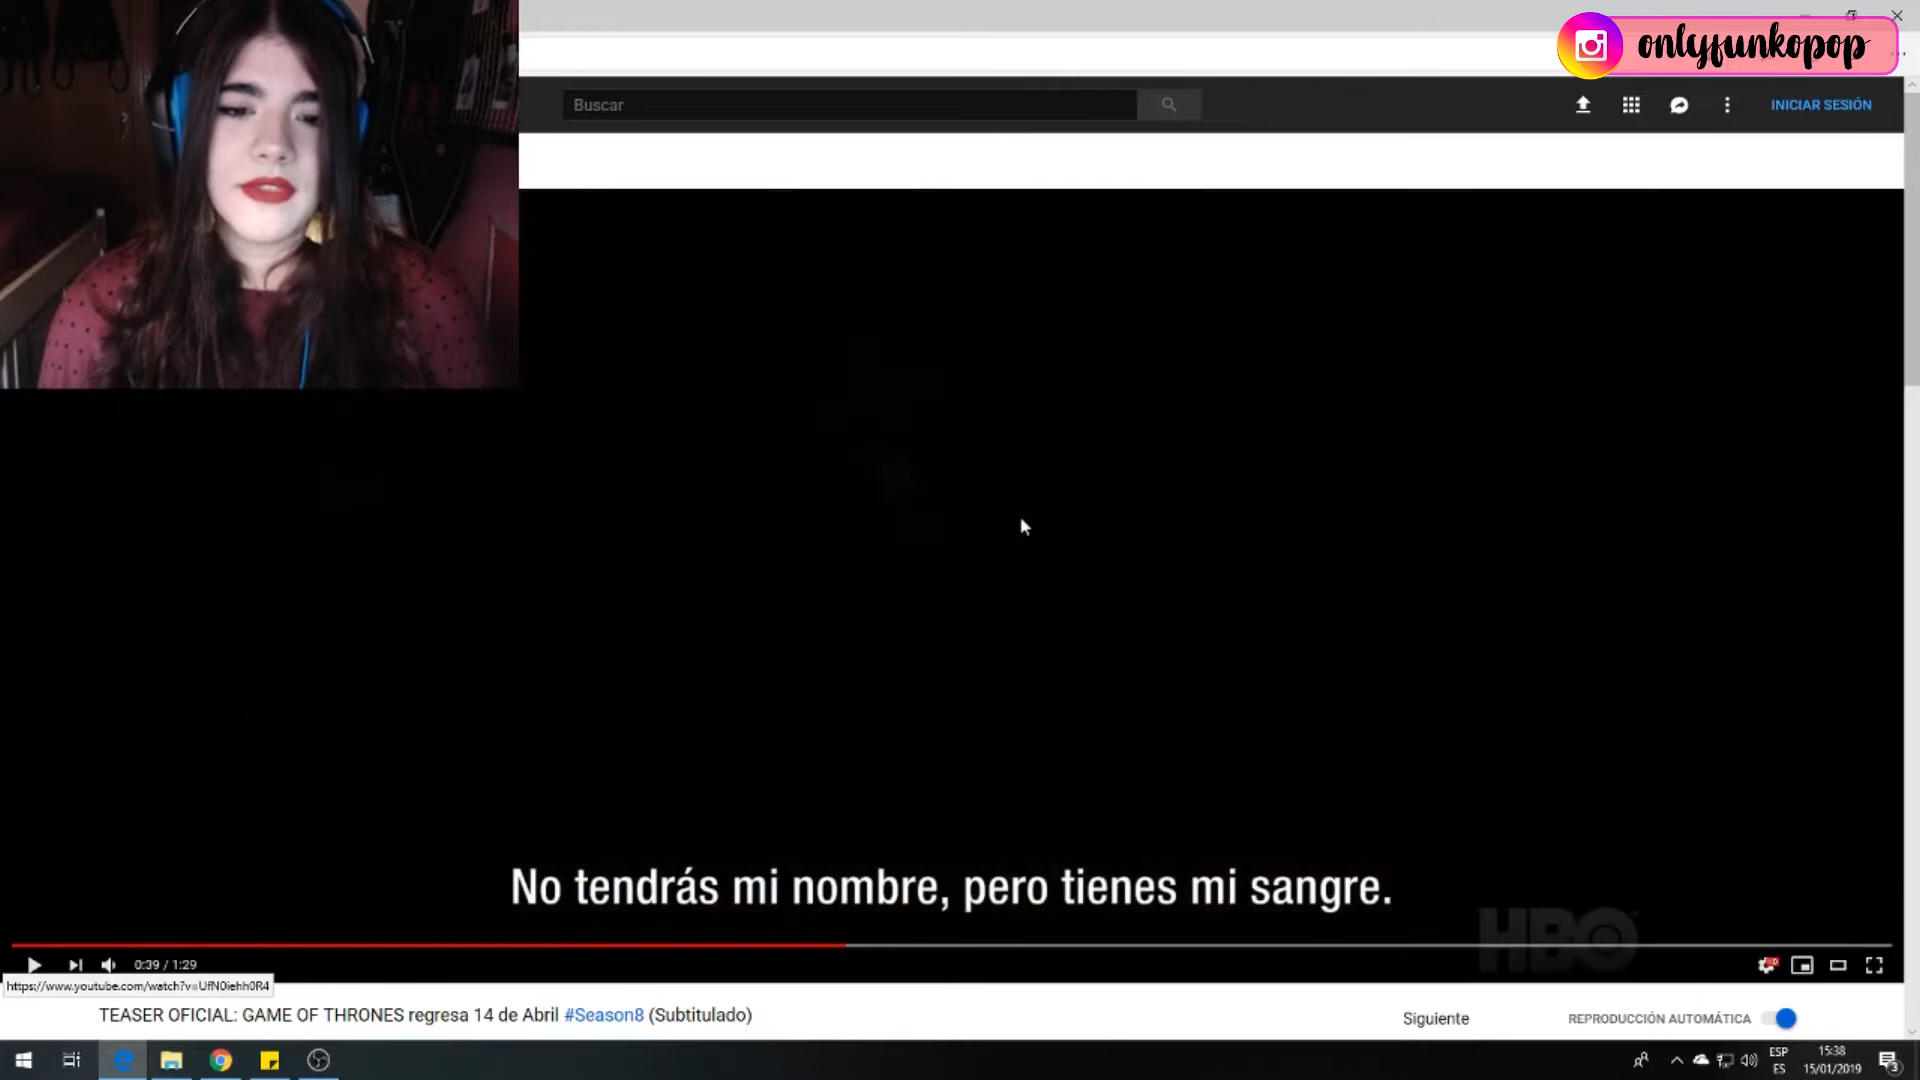 onlyfunkopop
Buscar
INICIAR SESIÓN
No tendrás mi nombre, pero tienes mi sangre.
HBO
0:39 / 1:29
HD
https://www.youtube.com/watch?v=UfN0iehh0R4
TEASER OFICIAL: GAME OF THRONES regresa 14 de Abril #Season8 (Subtitulado)
Siguiente
REPRODUCCIÓN AUTOMÁTICA
ESP
ES
15:38
15/01/2019
3